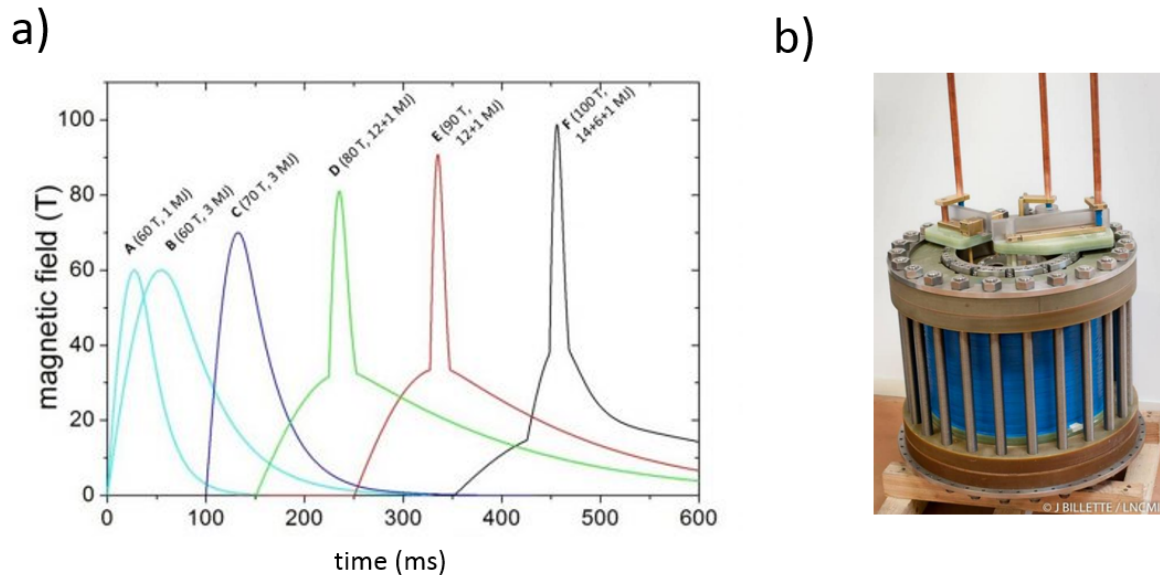 a)
b)
magnetic field (T)
100
80
60
40
20
0
A (60 T, 1 MJ)
B (60 T, 3 MJ)
C (70 T, 3 MJ)
D (80 T, 12+1 MJ)
E (90 T,
12+1 MJ)
F (100 T,
14+6+1 MJ)
0 100 200 300 400 500 600
time (ms)
© J BILLETTE / LNCMI